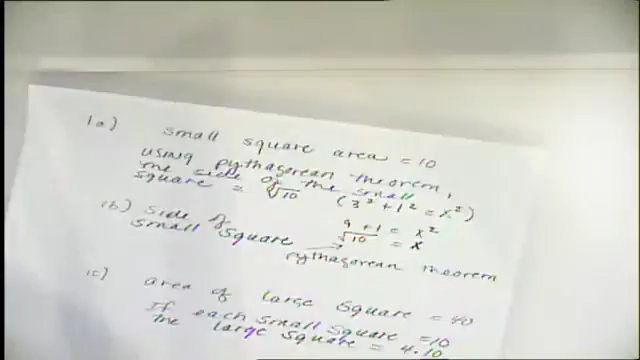 1a) small square area = 10
using pythagorean theorem,
the side of the small
square = √10 (3² + 1² = x²)
9 + 1 = x²
√10 = x
1b) side of
small square
pythagorean theorem
1c) area of large square = 40
If each small square = 10
the large square = 4·10